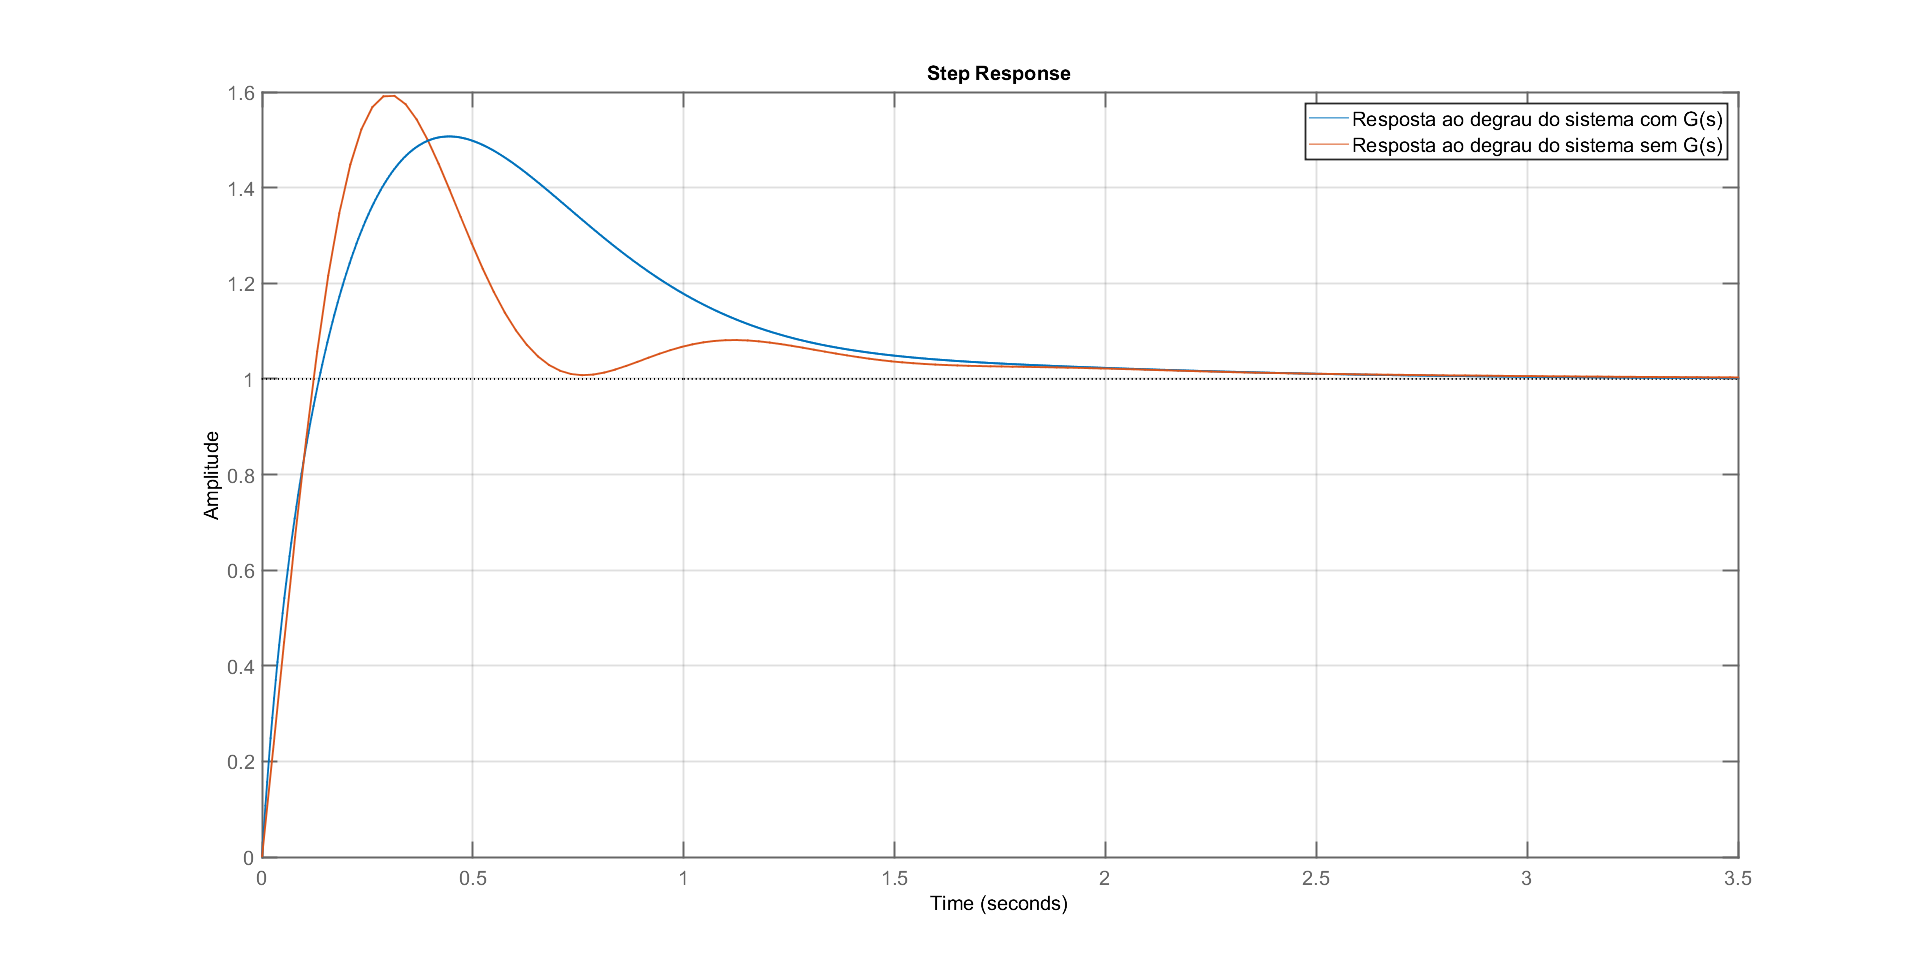 Step Response
Resposta ao degrau do sistema com G(s)
Resposta ao degrau do sistema sem G(s)
1.6
1.4
1.2
1
0.8
0.6
0.4
0.2
0
Amplitude
0 0.5 1 1.5 2 2.5 3 3.5
Time (seconds)